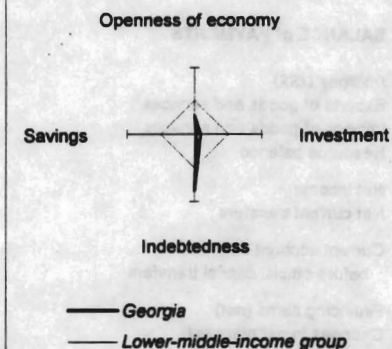 Openness of economy
Savings Investment
Indebtedness
Georgia
Lower-middle-income group